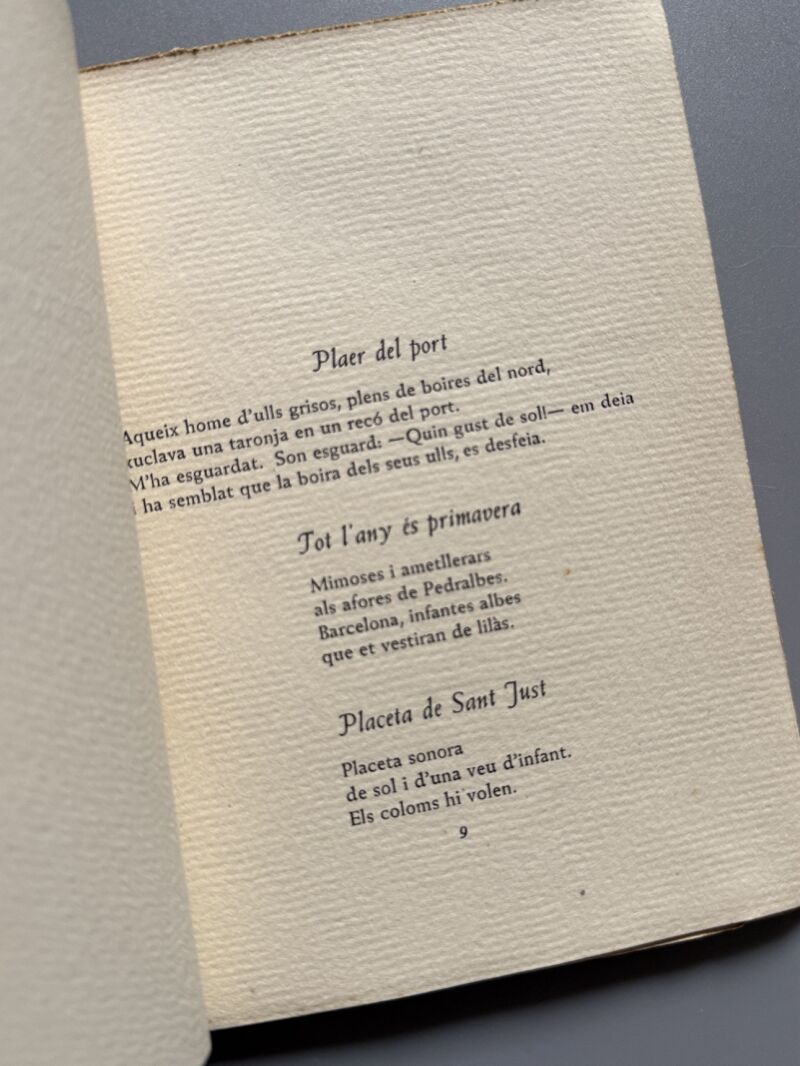 Plaer del port
Aqueix home d'ulls grisos, plens de boires del nord,
xuclava una taronja en un recó del port.
M'ha esguardat. Son esguard: —Quin gust de sol!— em deia
i ha semblat que la boira dels seus ulls, es desfeia.
Tot l'any és primavera
Mimoses i ametllerars
als afores de Pedralbes.
Barcelona, infantes albes
que et vestiran de lilàs.
Placeta de Sant Just
Placeta sonora
de sol i d'una veu d'infant.
Els coloms hi volen.
9